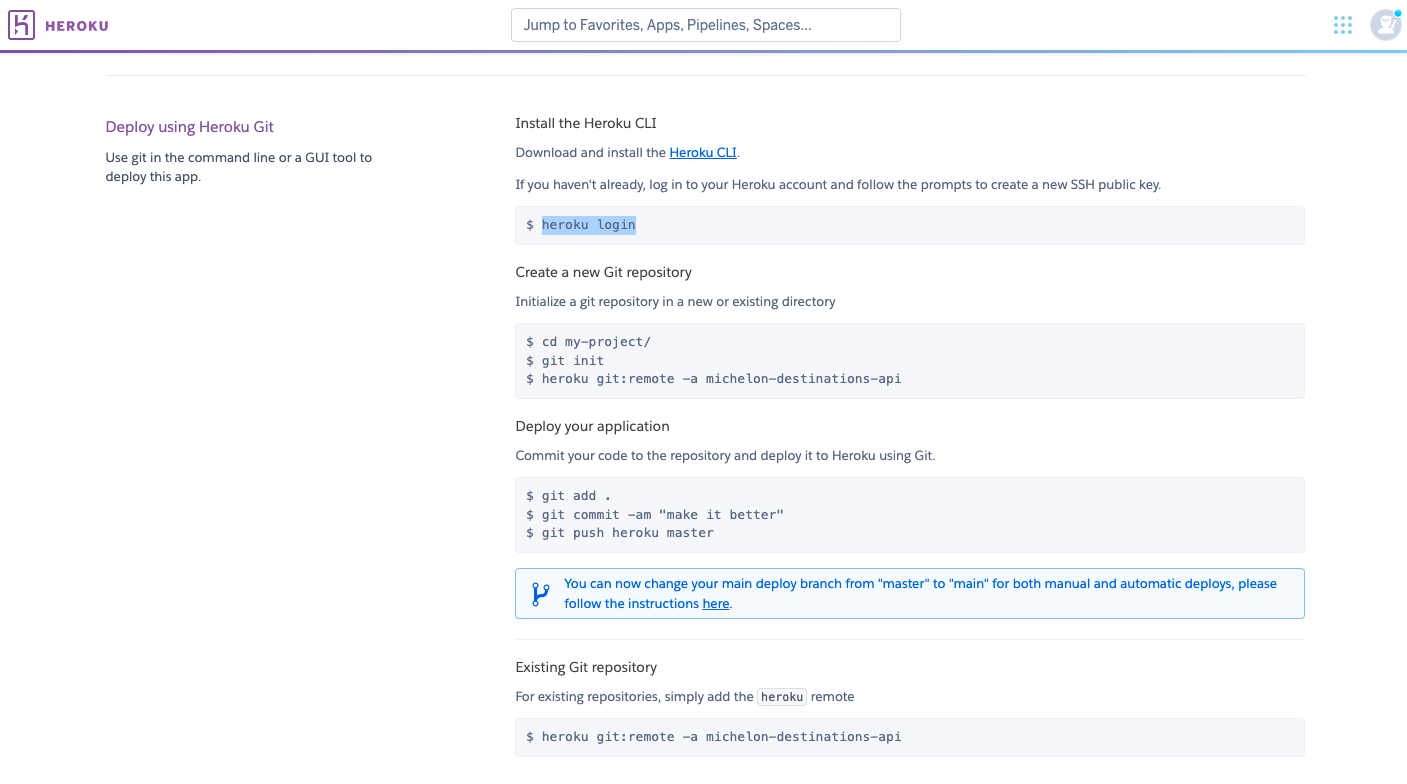 HEROKU
Jump to Favorites, Apps, Pipelines, Spaces...
Deploy using Heroku Git
Use git in the command line or a GUI tool to
deploy this app.
Install the Heroku CLI
Download and install the Heroku CLI.
If you haven't already, log in to your Heroku account and follow the prompts to create a new SSH public key.
$ heroku login
Create a new Git repository
Initialize a git repository in a new or existing directory
$ cd my-project/
$ git init
$ heroku git:remote -a michelon-destinations-api
Deploy your application
Commit your code to the repository and deploy it to Heroku using Git.
$ git add .
$ git commit -am "make it better"
$ git push heroku master
You can now change your main deploy branch from "master" to "main" for both manual and automatic deploys, please
follow the instructions here.
Existing Git repository
For existing repositories, simply add the heroku remote
$ heroku git:remote -a michelon-destinations-api